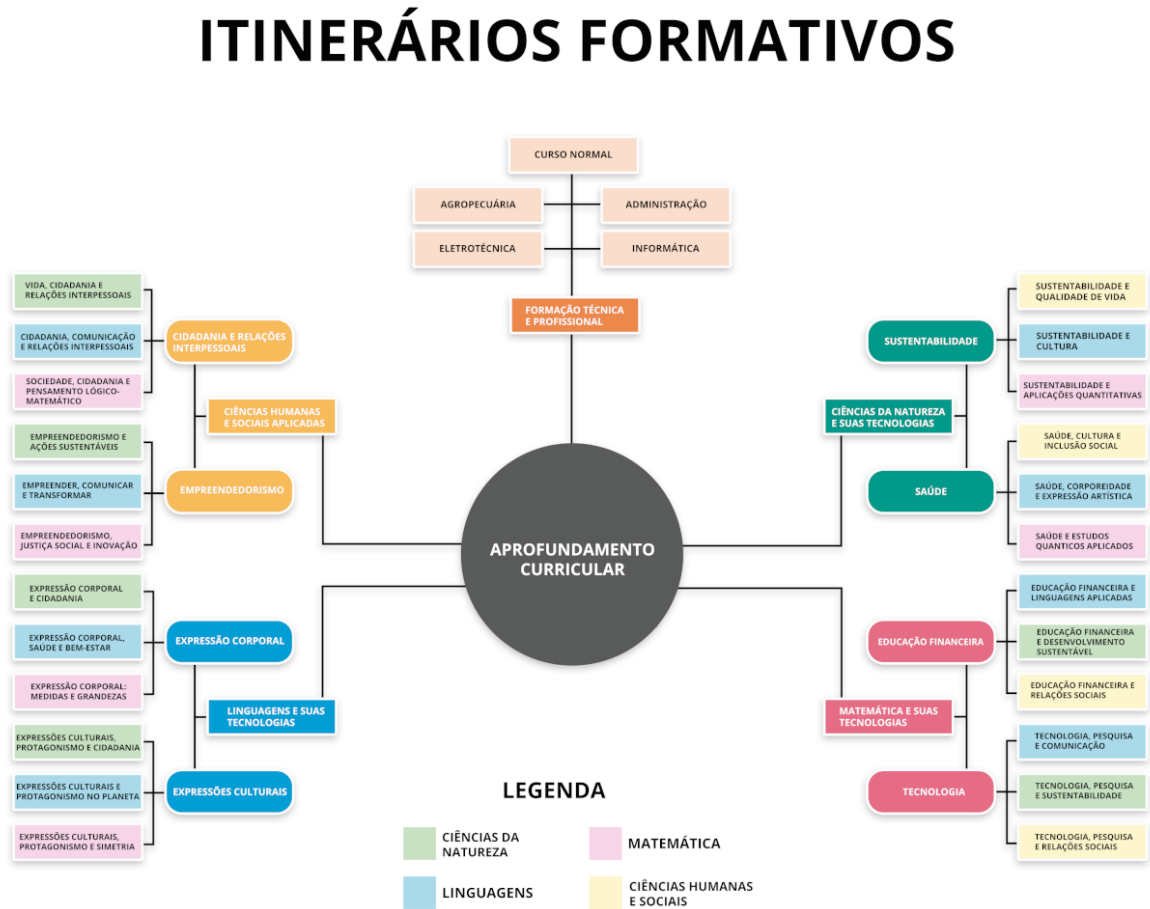 ITINERÁRIOS FORMATIVOS
CURSO NORMAL
AGROPECUÁRIA
ADMINISTRAÇÃO
ELETROTÉCNICA
INFORMÁTICA
FORMAÇÃO TÉCNICA
E PROFISSIONAL
VIDA, CIDADANIA E
RELAÇÕES INTERPESSOAIS
CIDADANIA, COMUNICAÇÃO
E RELAÇÕES INTERPESSOAIS
SOCIEDADE, CIDADANIA E
PENSAMENTO LÓGICO-
MATEMÁTICO
CIDADANIA E RELAÇÕES
INTERPESSOAIS
CIÊNCIAS HUMANAS
E SOCIAIS APLICADAS
EMPREENDEDORISMO E
AÇÕES SUSTENTÁVEIS
EMPREENDER, COMUNICAR
E TRANSFORMAR
EMPREENDEDORISMO,
JUSTIÇA SOCIAL E INOVAÇÃO
EMPREENDEDORISMO
EXPRESSÃO CORPORAL
E CIDADANIA
EXPRESSÃO CORPORAL,
SAÚDE E BEM-ESTAR
EXPRESSÃO CORPORAL:
MEDIDAS E GRANDEZAS
EXPRESSÃO CORPORAL
LINGUAGENS E SUAS
TECNOLOGIAS
EXPRESSÕES CULTURAIS,
PROTAGONISMO E CIDADANIA
EXPRESSÕES CULTURAIS E
PROTAGONISMO NO PLANETA
EXPRESSÕES CULTURAIS,
PROTAGONISMO E SIMETRIA
EXPRESSÕES CULTURAIS
APROFUNDAMENTO
CURRICULAR
SUSTENTABILIDADE
SUSTENTABILIDADE E
QUALIDADE DE VIDA
SUSTENTABILIDADE E
CULTURA
SUSTENTABILIDADE E
APLICAÇÕES QUANTITATIVAS
CIÊNCIAS DA NATUREZA
E SUAS TECNOLOGIAS
SAÚDE
SAÚDE, CULTURA E
INCLUSÃO SOCIAL
SAÚDE, CORPOREIDADE
E EXPRESSÃO ARTÍSTICA
SAÚDE E ESTUDOS
QUANTICOS APLICADOS
EDUCAÇÃO FINANCEIRA
EDUCAÇÃO FINANCEIRA E
LINGUAGENS APLICADAS
EDUCAÇÃO FINANCEIRA
E DESENVOLVIMENTO
SUSTENTÁVEL
EDUCAÇÃO FINANCEIRA E
RELAÇÕES SOCIAIS
MATEMÁTICA E SUAS
TECNOLOGIAS
TECNOLOGIA
TECNOLOGIA, PESQUISA
E COMUNICAÇÃO
TECNOLOGIA, PESQUISA
E SUSTENTABILIDADE
TECNOLOGIA, PESQUISA
E RELAÇÕES SOCIAIS
LEGENDA
CIÊNCIAS DA
NATUREZA
MATEMÁTICA
LINGUAGENS
CIÊNCIAS HUMANAS
E SOCIAIS